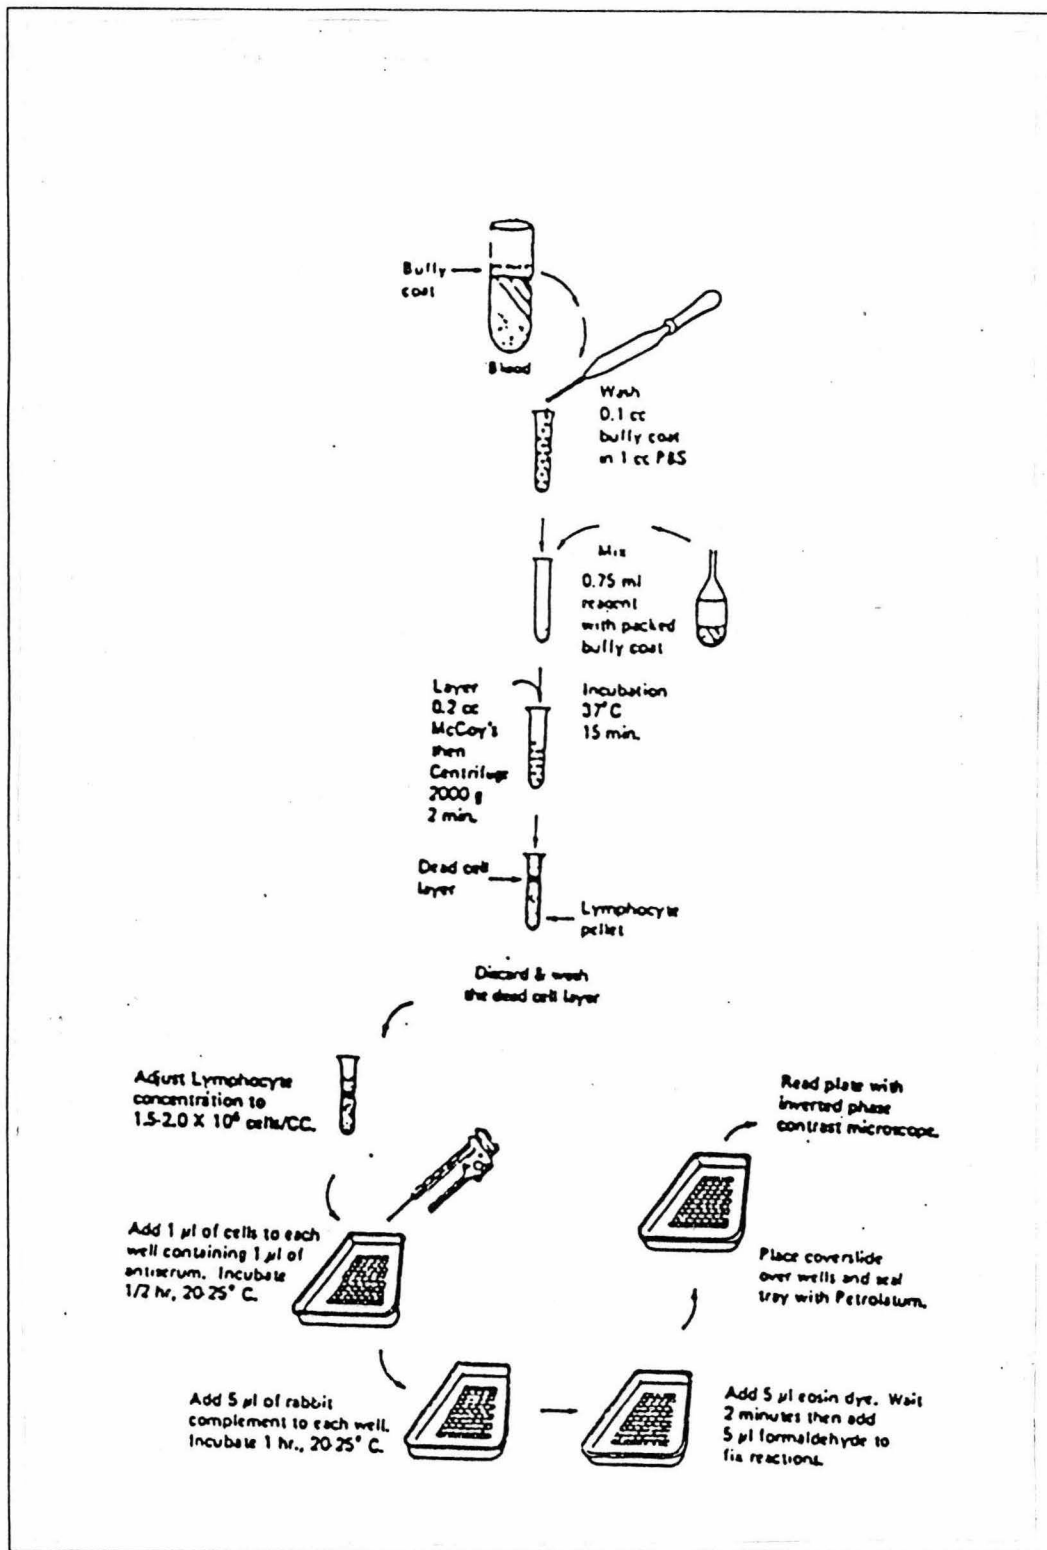 Buffy
coat
Blood
Wash
0.1 cc
buffy coat
in 1 cc PBS
Mix
0.75 ml
reagent
with packed
buffy coat
Layer
0.2 cc
McCoy's
then
Centrifuge
2000 g
2 min.
Incubation
37°C
15 min.
Dead cell
layer
Lymphocyte
pellet
Discard & wash
the dead cell layer
Adjust Lymphocyte
concentration to
1.5-2.0 X 10⁶ cells/CC.
Add 1 µl of cells to each
well containing 1 µl of
antiserum. Incubate
1/2 hr, 20-25° C.
Add 5 µl of rabbit
complement to each well.
Incubate 1 hr., 20-25° C.
Add 5 µl eosin dye. Wait
2 minutes then add
5 µl formaldehyde to
fix reactions.
Place coverslide
over wells and seal
tray with Petrolatum.
Read plate with
inverted phase
contrast microscope.